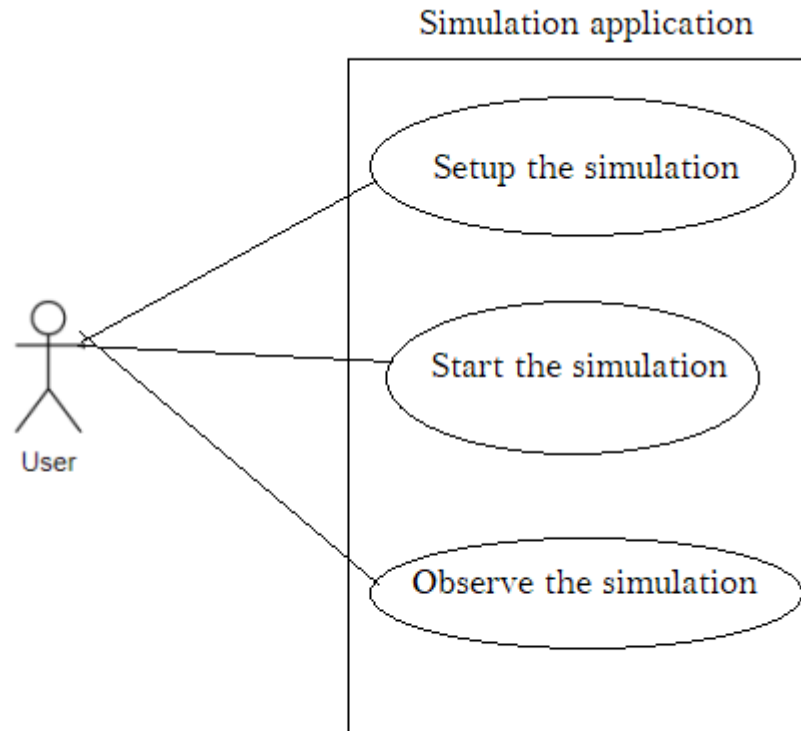 Simulation application
Setup the simulation
Start the simulation
User
Observe the simulation